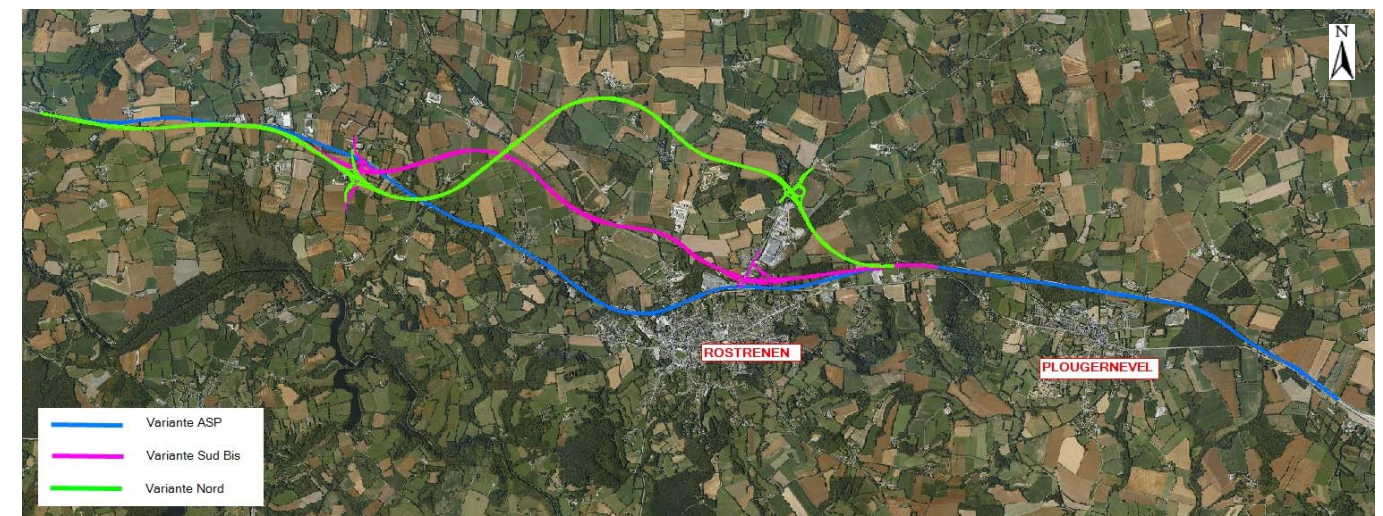 N
ROSTRENEN
PLOUGERNEVEL
Variante ASP
Variante Sud Bis
Variante Nord